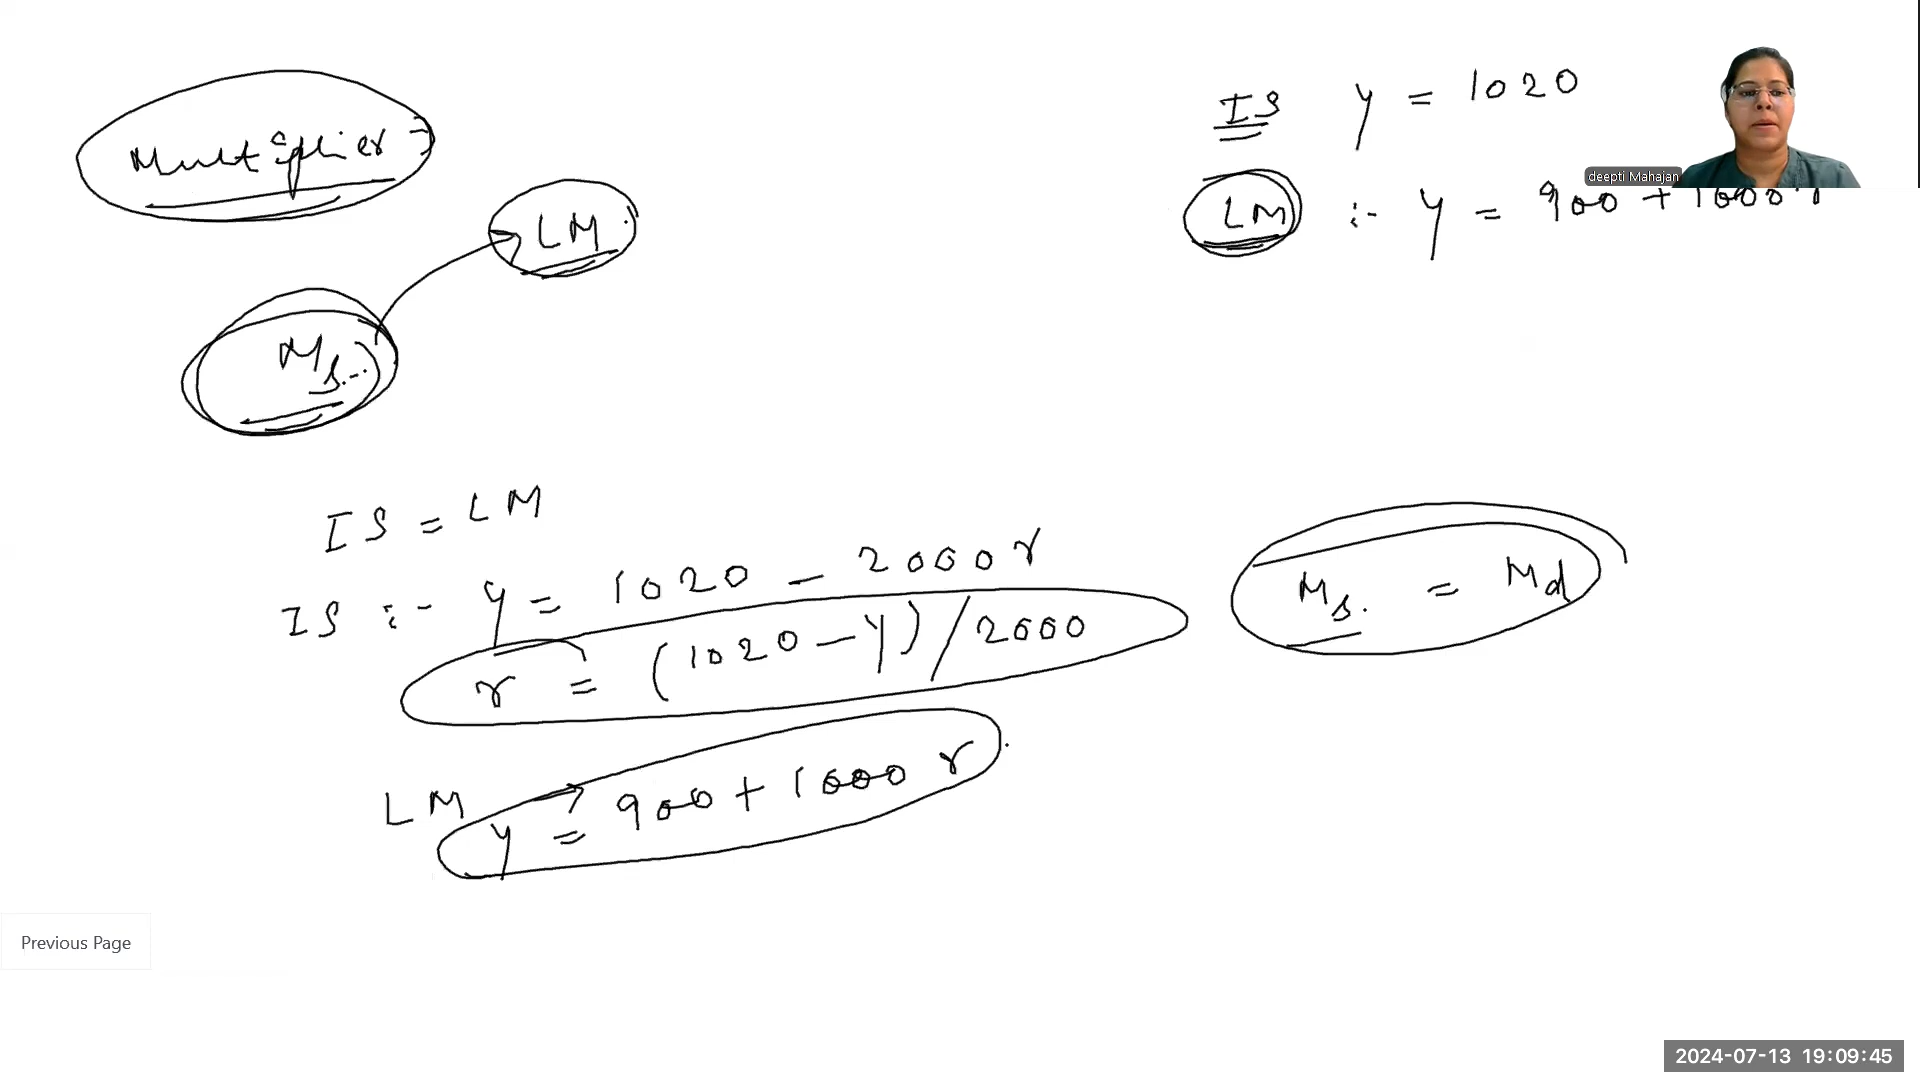 IS y = 1020
deepti Mahajan
LM :- y = 900 + 1000 r
Multiplier
LM
Ms
IS = LM
IS :- y = 1020 - 2000 r
r = (1020 - y) / 2000
Ms. = Md
LM → y = 900 + 1000 r
Previous Page
2024-07-13 19:09:45